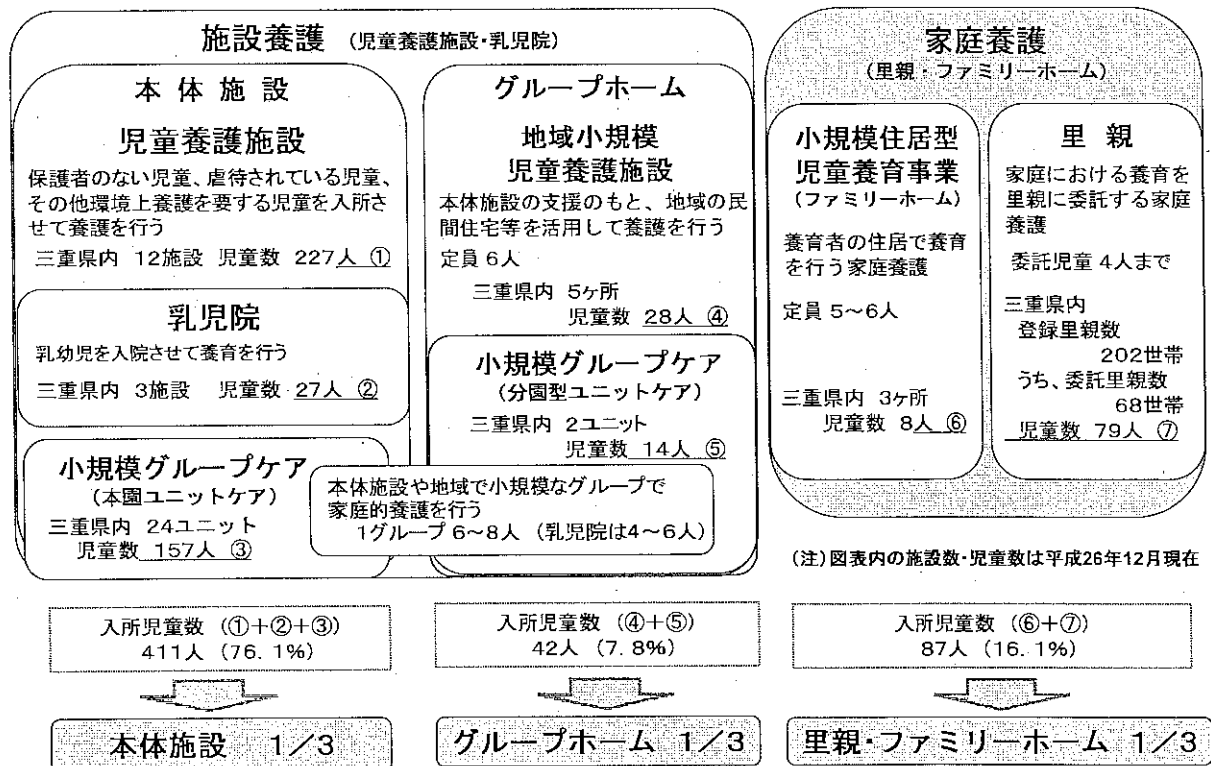 施設養護 (児童養護施設・乳児院)
本体施設
児童養護施設
保護者のない児童、虐待されている児童、
その他環境上養護を要する児童を入所さ
せて養護を行う
三重県内 12施設 児童数 227人 ①
乳児院
乳幼児を入院させて養育を行う
三重県内 3施設 児童数 27人 ②
小規模グループケア
(本園ユニットケア)
三重県内 24ユニット
児童数 157人 ③
グループホーム
地域小規模
児童養護施設
本体施設の支援のもと、地域の民
間住宅等を活用して養護を行う
定員 6人
三重県内 5ヶ所
児童数 28人 ④
小規模グループケア
(分園型ユニットケア)
三重県内 2ユニット
児童数 14人 ⑤
本体施設や地域で小規模なグループで
家庭的養護を行う
1グループ 6~8人 (乳児院は4~6人)
家庭養護
(里親・ファミリーホーム)
小規模住居型
児童養育事業
(ファミリーホーム)
養育者の住居で養育
を行う家庭養護
定員 5~6人
三重県内 3ヶ所
児童数 8人 ⑥
里親
家庭における養育を
里親に委託する家庭
養護
委託児童 4人まで
三重県内
登録里親数
202世帯
うち、委託里親数
68世帯
児童数 79人 ⑦
(注)図表内の施設数・児童数は平成26年12月現在
入所児童数 (①+②+③)
411人 (76.1%)
入所児童数 (④+⑤)
42人 (7.8%)
入所児童数 (⑥+⑦)
87人 (16.1%)
本体施設 1/3
グループホーム 1/3
里親・ファミリーホーム 1/3